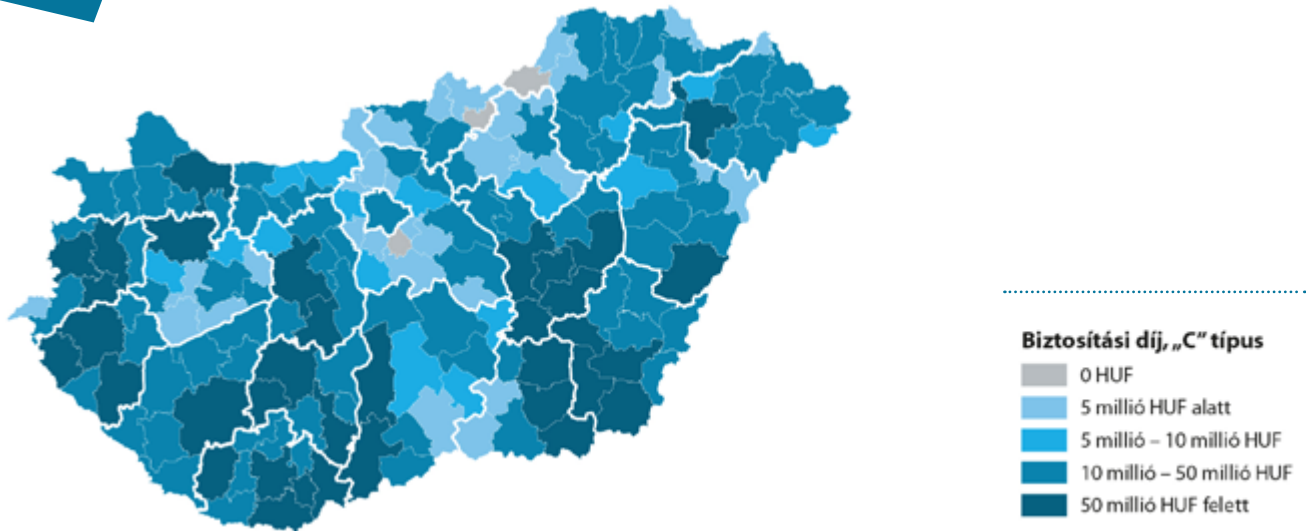 Biztosítási díj, „C” típus
0 HUF
5 millió HUF alatt
5 millió – 10 millió HUF
10 millió – 50 millió HUF
50 millió HUF felett